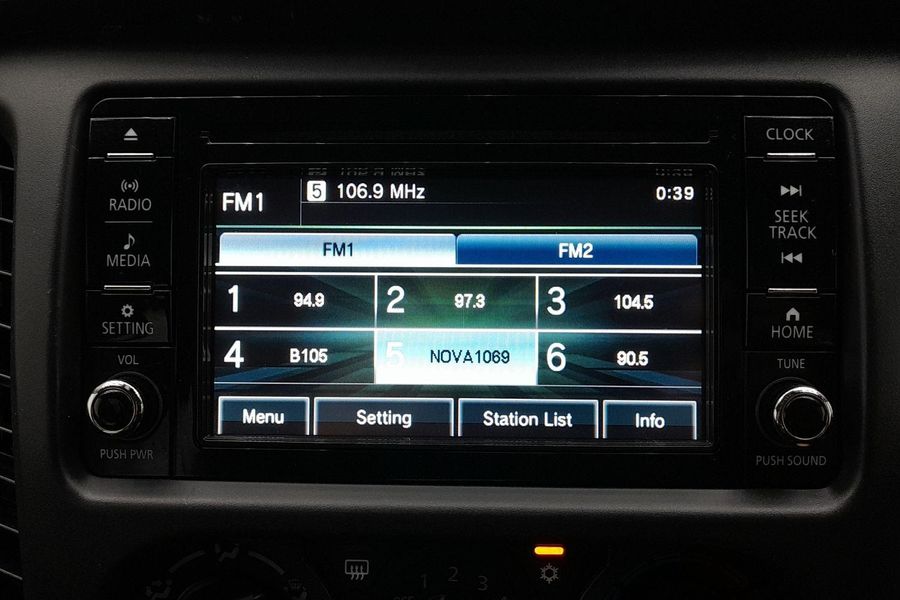 CLOCK
RADIO
MEDIA
SETTING
VOL
PUSH PWR
FM1
5 106.9 MHz
0:39
FM1 FM2
1 94.9 2 97.3 3 104.5
4 B105 5 NOVA1069 6 90.5
Menu Setting Station List Info
SEEK
TRACK
HOME
TUNE
PUSH SOUND
1 2 3